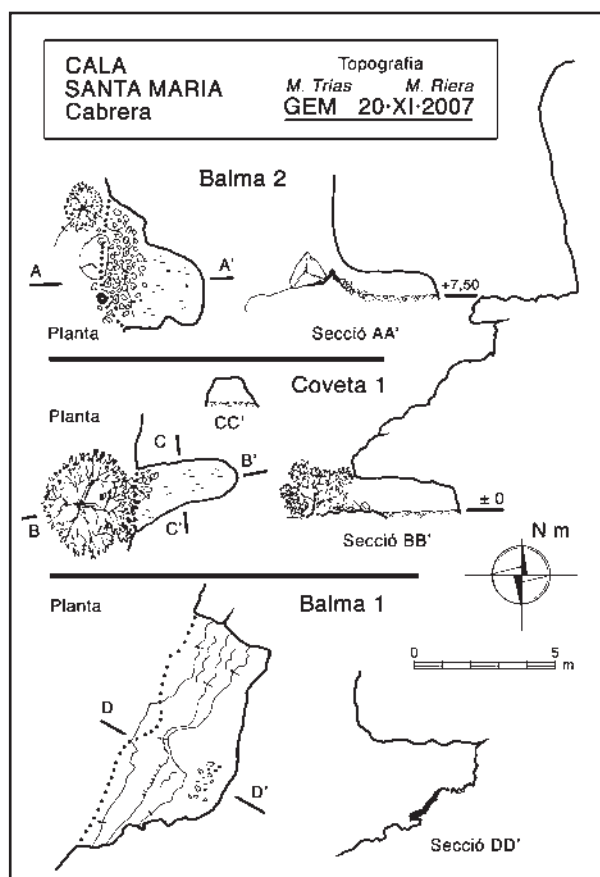 CALA
SANTA MARIA
Cabrera
Topografia
M. Trias M. Riera
GEM 20·XI·2007
Balma 2
A
A'
+7,50
Planta
Secció AA'
Coveta 1
Planta
CC'
C
B'
B
C'
± 0
Secció BB'
N m
Planta
Balma 1
0 5
m
D
D'
Secció DD'